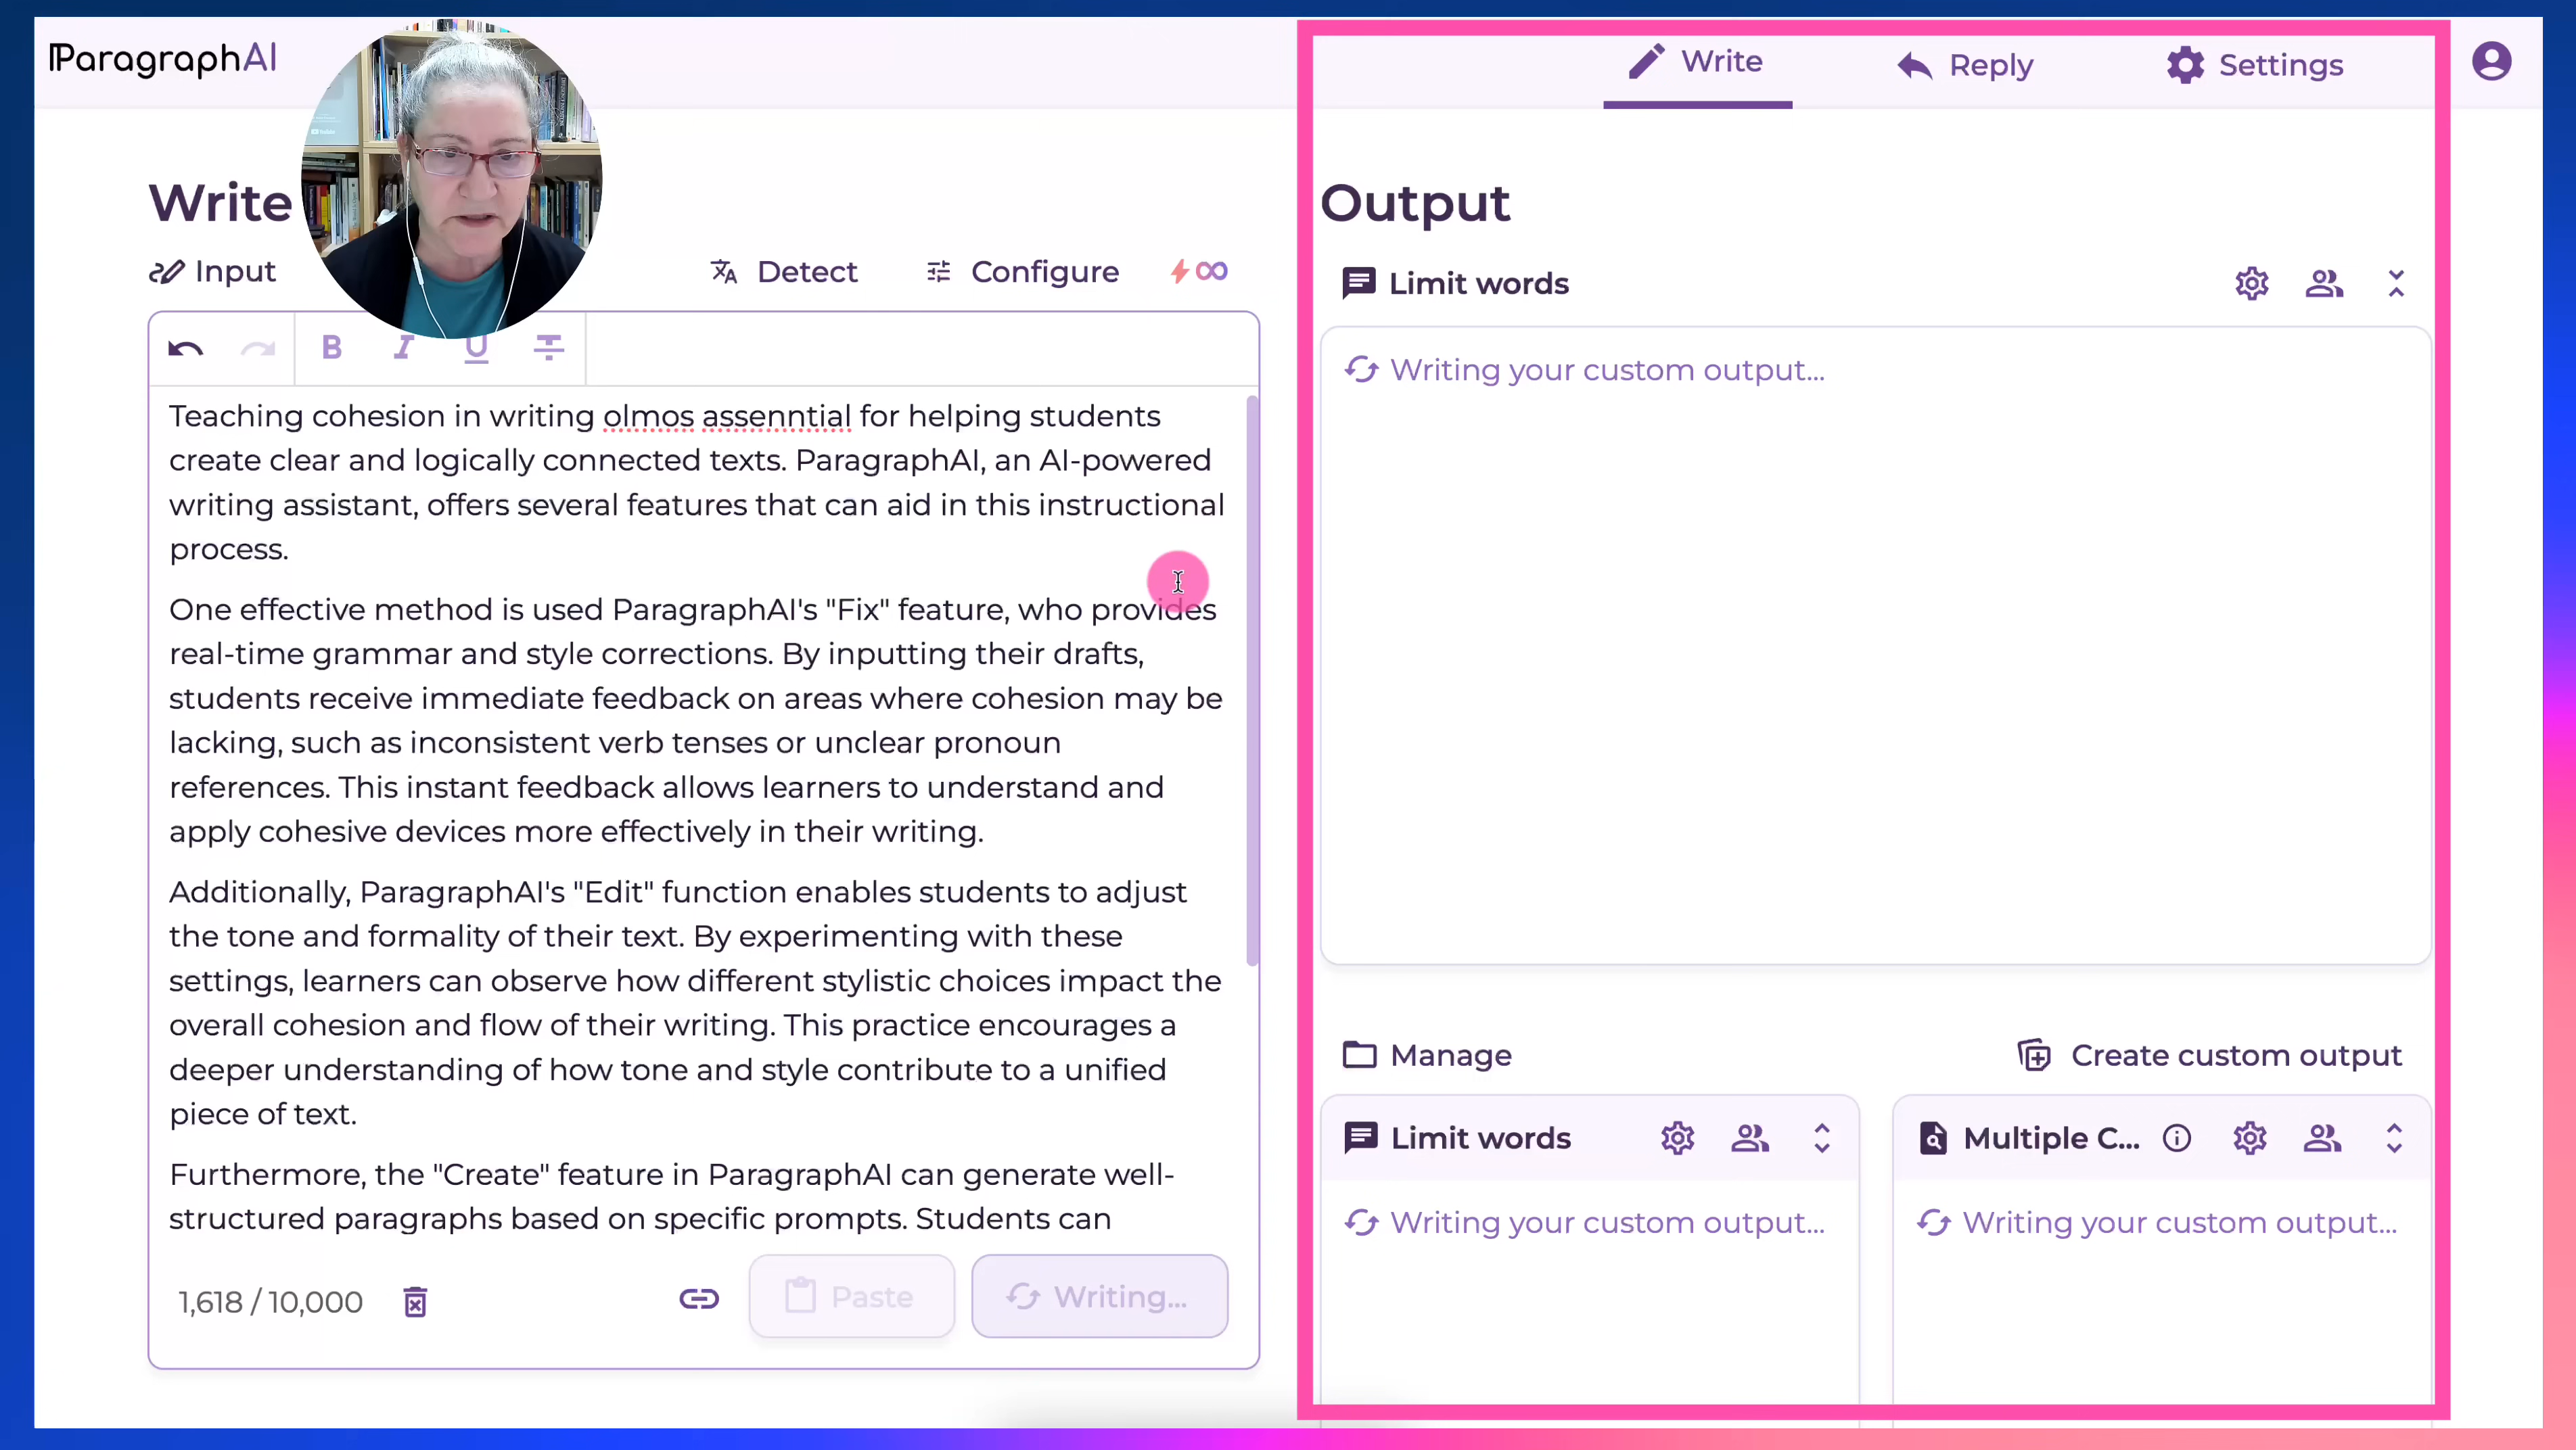 ParagraphAI
Write
Reply
Settings
Write
Input
Detect
Configure
B I U
Teaching cohesion in writing olmos assenntial for helping students
create clear and logically connected texts. ParagraphAI, an AI-powered
writing assistant, offers several features that can aid in this instructional
process.
One effective method is used ParagraphAI's "Fix" feature, who provides
real-time grammar and style corrections. By inputting their drafts,
students receive immediate feedback on areas where cohesion may be
lacking, such as inconsistent verb tenses or unclear pronoun
references. This instant feedback allows learners to understand and
apply cohesive devices more effectively in their writing.
Additionally, ParagraphAI's "Edit" function enables students to adjust
the tone and formality of their text. By experimenting with these
settings, learners can observe how different stylistic choices impact the
overall cohesion and flow of their writing. This practice encourages a
deeper understanding of how tone and style contribute to a unified
piece of text.
Furthermore, the "Create" feature in ParagraphAI can generate well-
structured paragraphs based on specific prompts. Students can
1,618 / 10,000
Paste
Writing...
Output
Limit words
Writing your custom output...
Manage
Create custom output
Limit words
Writing your custom output...
Multiple C...
Writing your custom output...